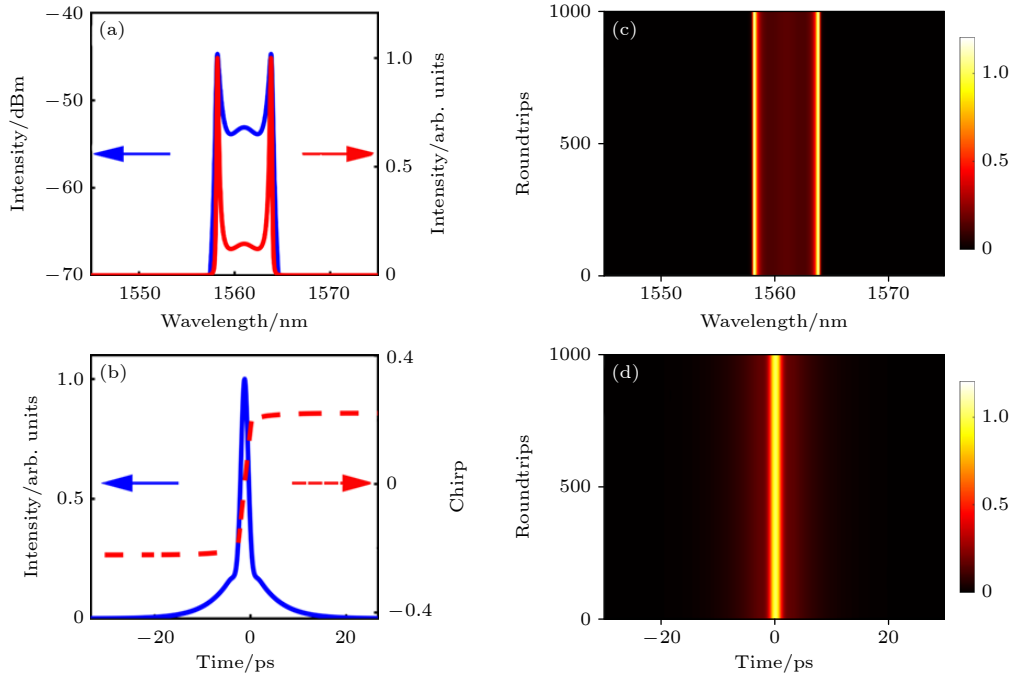 (a)
−40
−50
−60
−70
Intensity/dBm
1.0
0.5
0
Intensity/arb. units
1550
1560
1570
Wavelength/nm
(c)
1000
500
0
Roundtrips
1550
1560
1570
Wavelength/nm
1.0
0.5
0
(b)
1.0
0.5
0
Intensity/arb. units
0.4
0
−0.4
Chirp
−20
0
20
Time/ps
(d)
1000
500
0
Roundtrips
−20
0
20
Time/ps
1.0
0.5
0